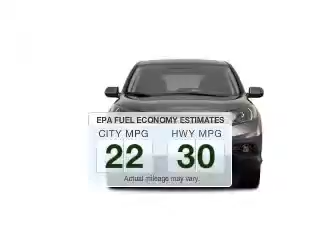 EPA FUEL ECONOMY ESTIMATES
CITY MPG HWY MPG
22 30
Actual mileage may vary.